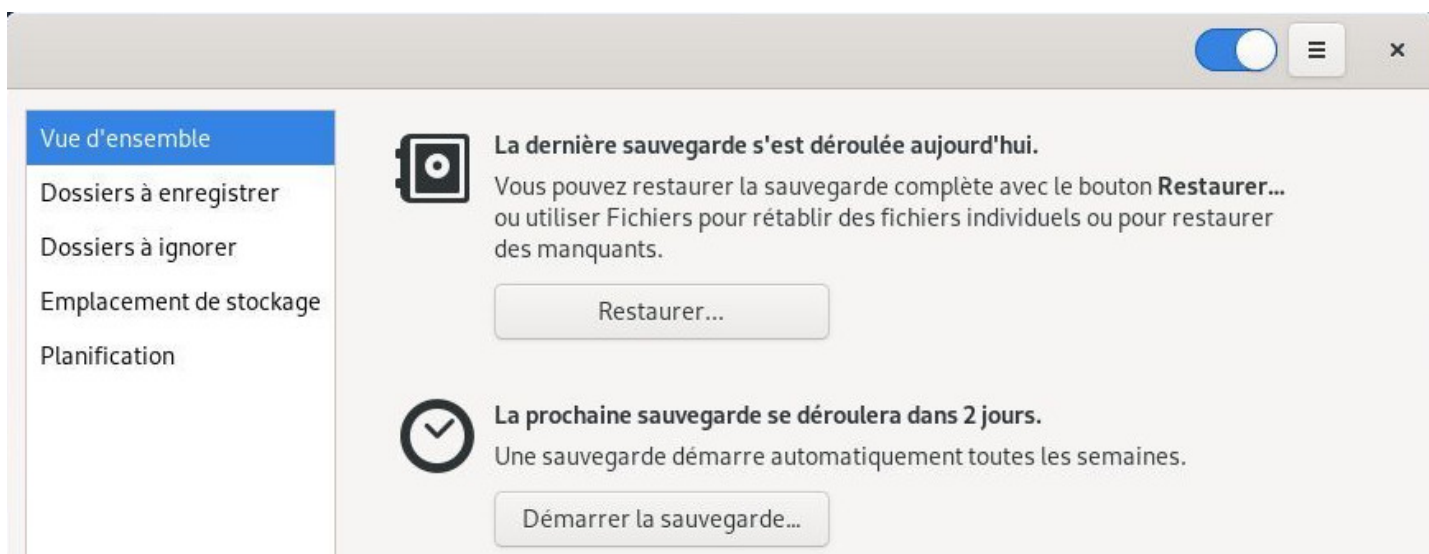 Vue d'ensemble
Dossiers à enregistrer
Dossiers à ignorer
Emplacement de stockage
Planification
La dernière sauvegarde s'est déroulée aujourd'hui.
Vous pouvez restaurer la sauvegarde complète avec le bouton Restaurer...
ou utiliser Fichiers pour rétablir des fichiers individuels ou pour restaurer
des manquants.
Restaurer...
La prochaine sauvegarde se déroulera dans 2 jours.
Une sauvegarde démarre automatiquement toutes les semaines.
Démarrer la sauvegarde...